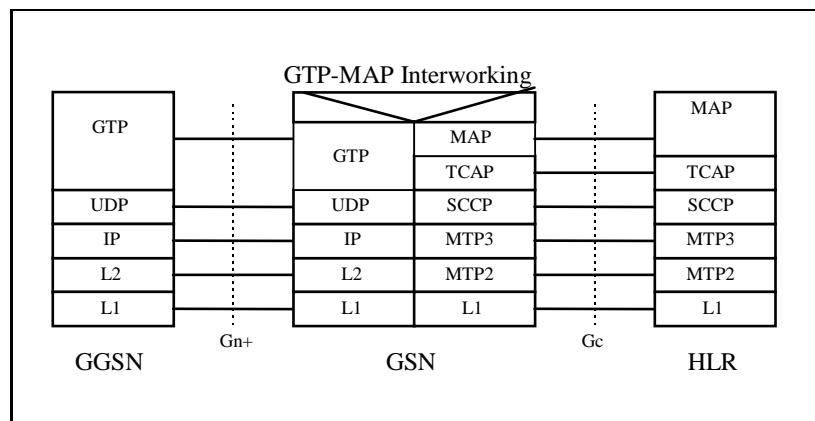 GTP-MAP Interworking
GTP
GTP
MAP
MAP
TCAP
TCAP
UDP
UDP
SCCP
SCCP
IP
IP
MTP3
MTP3
L2
L2
MTP2
MTP2
L1
L1
L1
L1
Gn+
Gc
GGSN
GSN
HLR